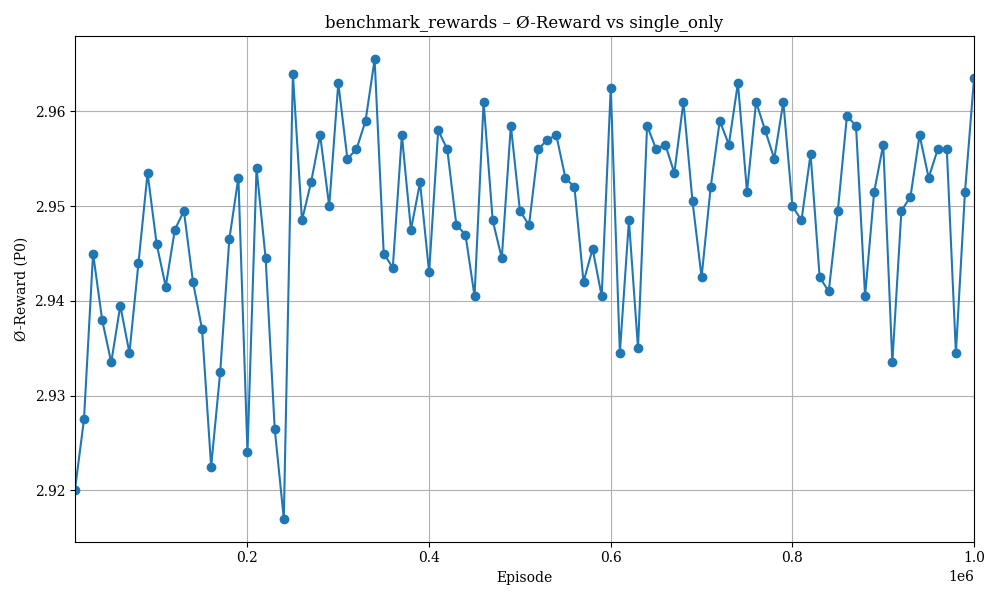 benchmark_rewards – Ø-Reward vs single_only
Ø-Reward (P0)
2.96
2.95
2.94
2.93
2.92
0.2 0.4 0.6 0.8 1.0
1e6
Episode